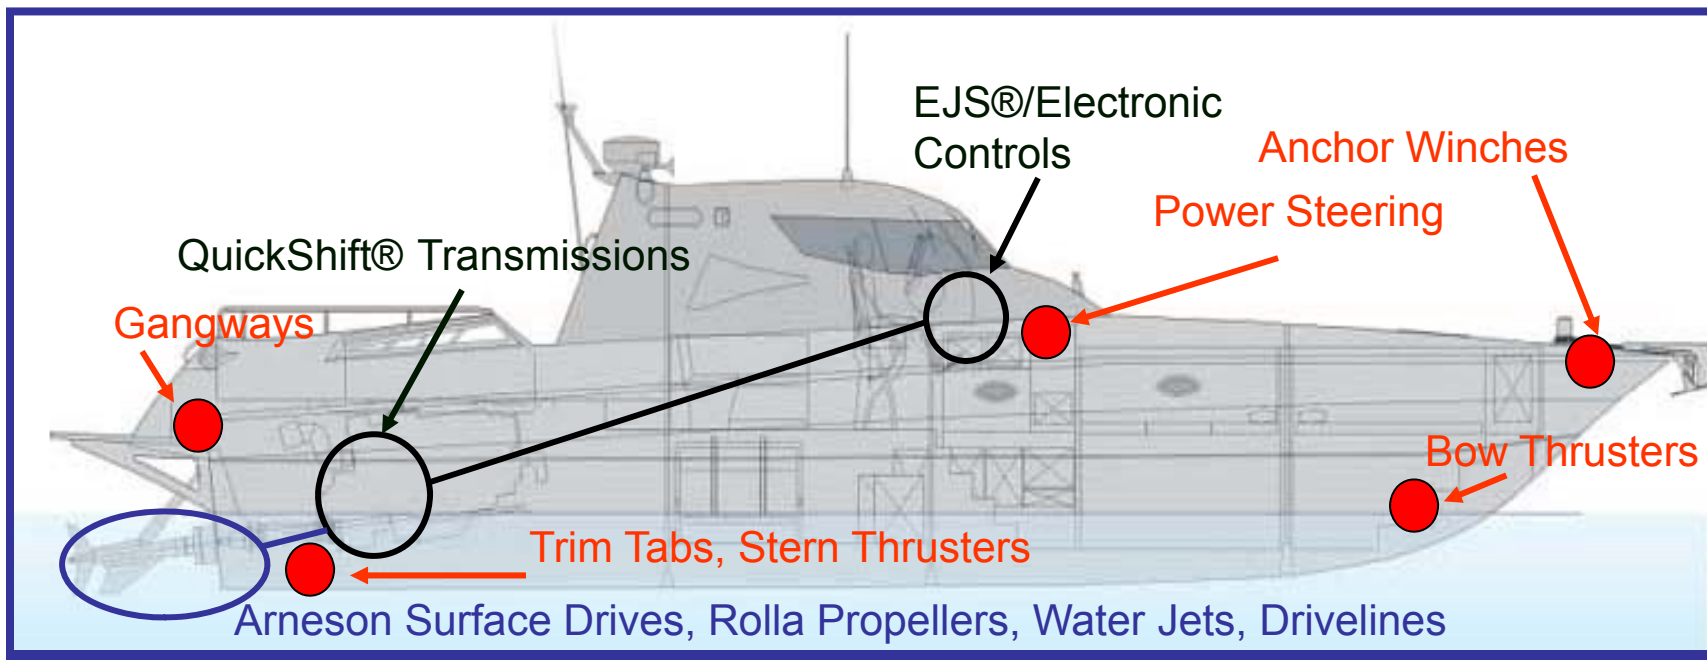 EJS®/Electronic
Controls
Anchor Winches
Power Steering
QuickShift® Transmissions
Gangways
Bow Thrusters
Trim Tabs, Stern Thrusters
Arneson Surface Drives, Rolla Propellers, Water Jets, Drivelines